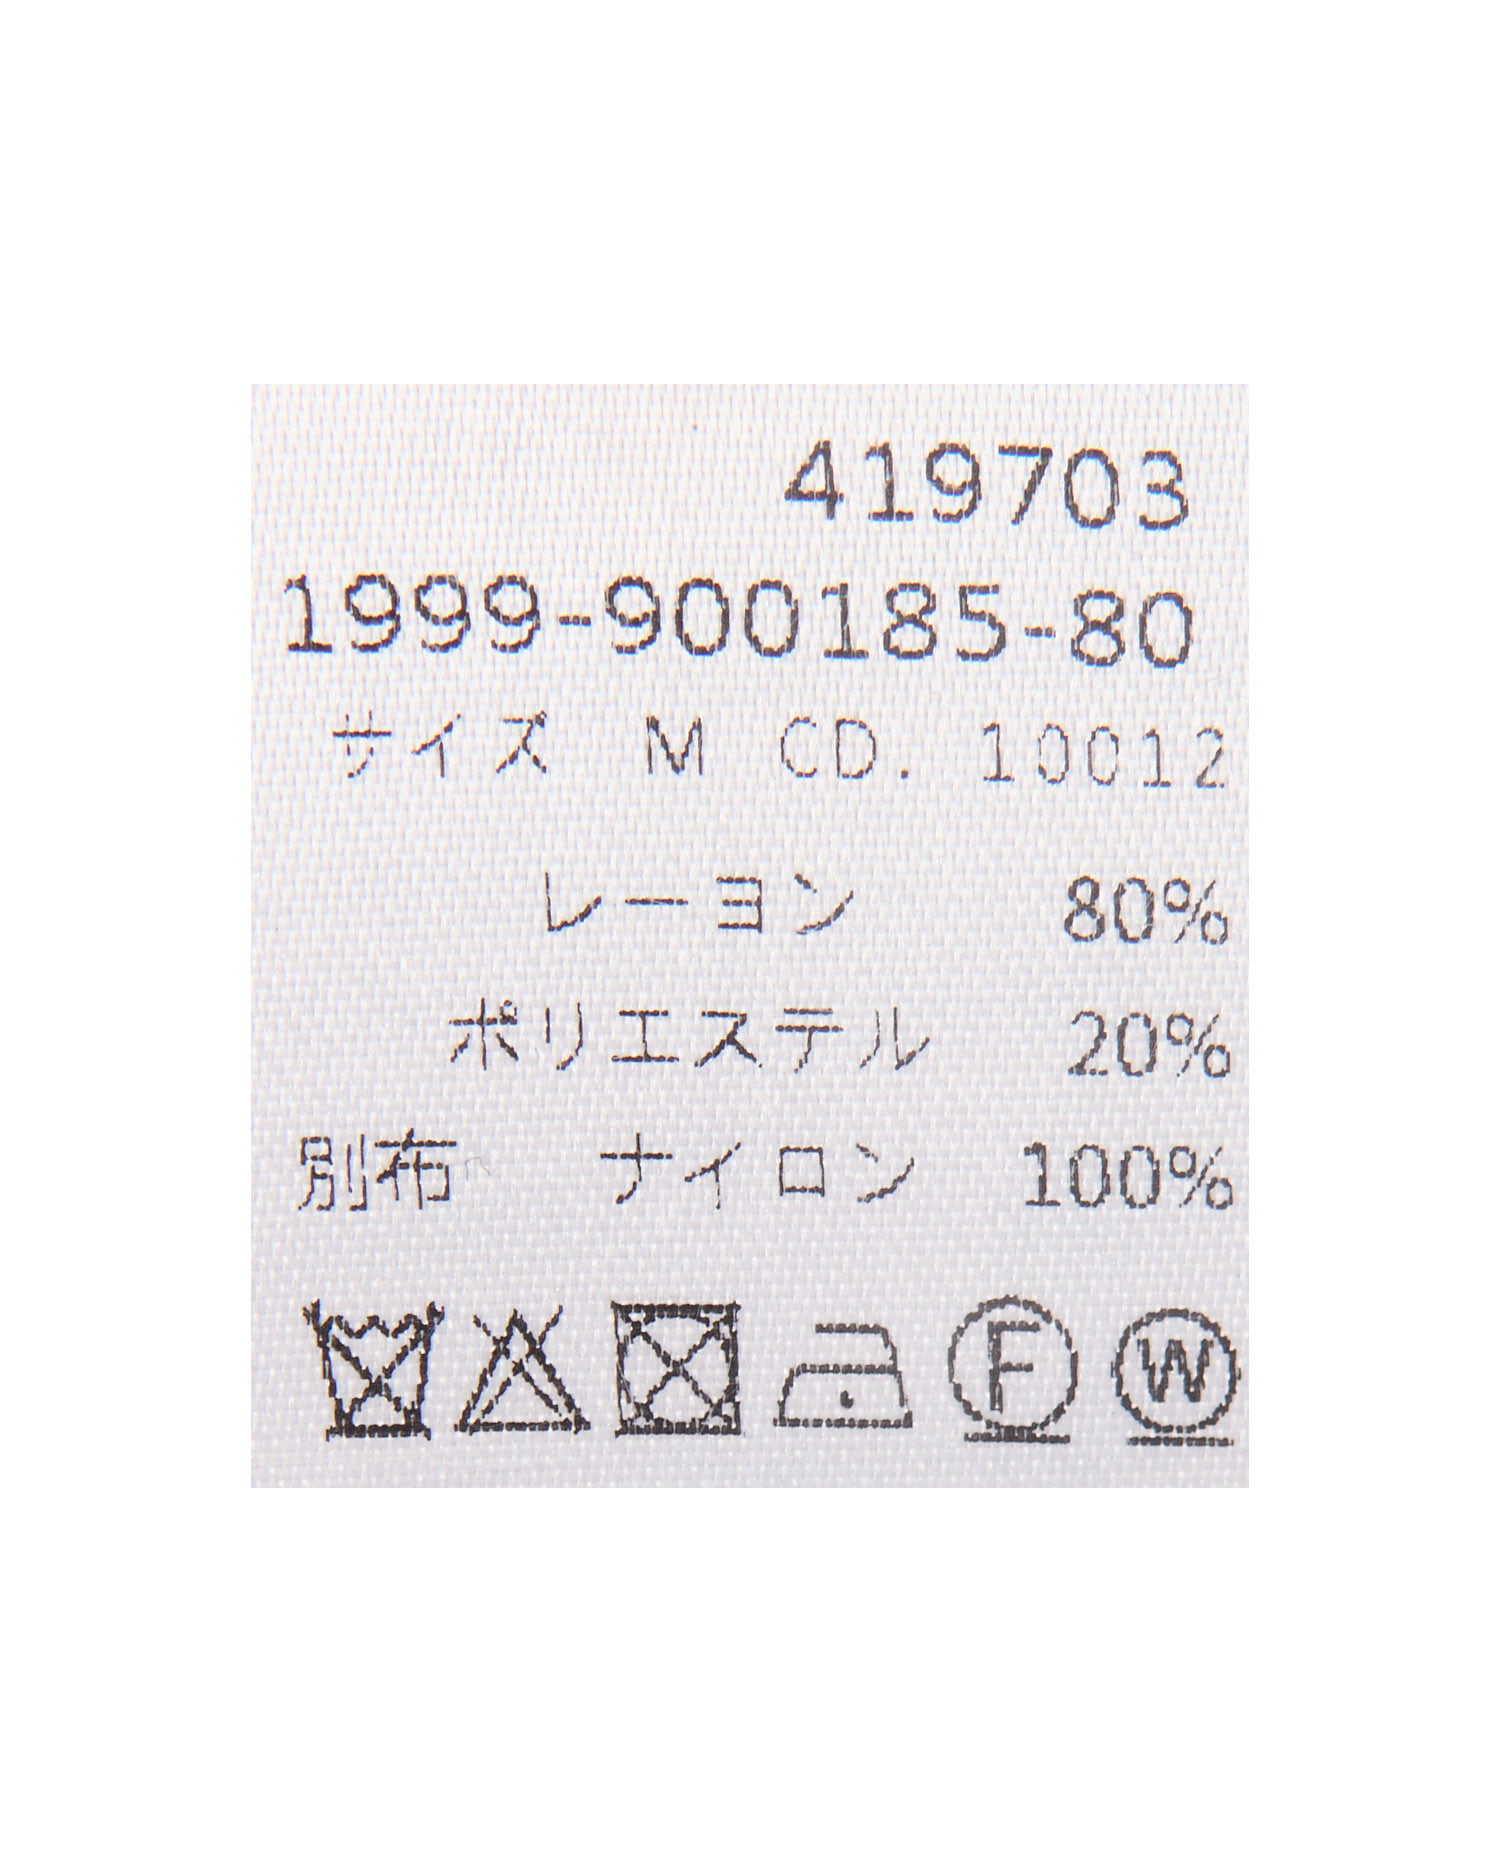 419703
1999-900185-80
サイズ M CD. 10012
レーヨン 80%
ポリエステル 20%
別布 ナイロン 100%
F W